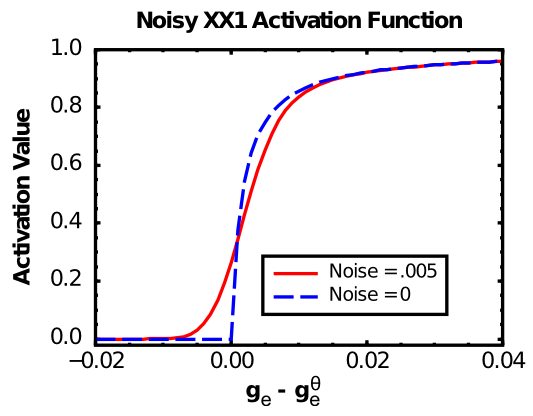 Noisy XX1 Activation Function
Activation Value
1.0
0.8
0.6
0.4
0.2
0.0
Noise =.005
Noise =0
−0.02 0.00 0.02 0.04
gₑ - gₑᶿ